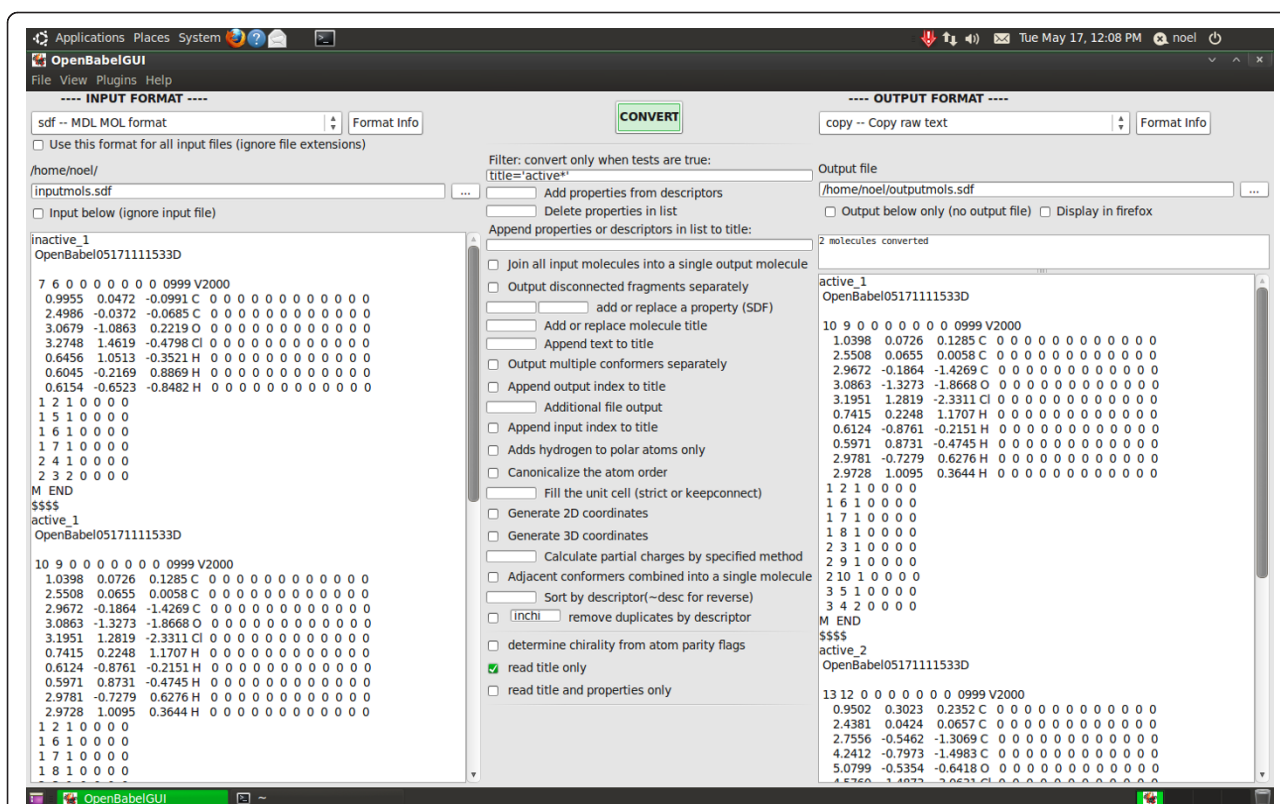 Applications Places System Tue May 17, 12:08 PM noel
OpenBabelGUI
File View Plugins Help
---- INPUT FORMAT ----
sdf -- MDL MOL format Format Info
Use this format for all input files (ignore file extensions)
/home/noel/
inputmols.sdf ...
Input below (ignore input file)
inactive_1
OpenBabel05171111533D
7 6 0 0 0 0 0 0 0 0999 V2000
0.9955 0.0472 -0.0991 C 0 0 0 0 0 0 0 0 0 0 0 0
2.4986 -0.0372 -0.0685 C 0 0 0 0 0 0 0 0 0 0 0 0
3.0679 -1.0863 0.2219 O 0 0 0 0 0 0 0 0 0 0 0 0
3.2748 1.4619 -0.4798 Cl 0 0 0 0 0 0 0 0 0 0 0 0
0.6456 1.0513 -0.3521 H 0 0 0 0 0 0 0 0 0 0 0 0
0.6045 -0.2169 0.8869 H 0 0 0 0 0 0 0 0 0 0 0 0
0.6154 -0.6523 -0.8482 H 0 0 0 0 0 0 0 0 0 0 0 0
1 2 1 0 0 0 0
1 5 1 0 0 0 0
1 6 1 0 0 0 0
1 7 1 0 0 0 0
2 4 1 0 0 0 0
2 3 2 0 0 0 0
M END
$$$$
active_1
OpenBabel05171111533D
10 9 0 0 0 0 0 0 0 0999 V2000
1.0398 0.0726 0.1285 C 0 0 0 0 0 0 0 0 0 0 0 0
2.5508 0.0655 0.0058 C 0 0 0 0 0 0 0 0 0 0 0 0
2.9672 -0.1864 -1.4269 C 0 0 0 0 0 0 0 0 0 0 0 0
3.0863 -1.3273 -1.8668 O 0 0 0 0 0 0 0 0 0 0 0 0
3.1951 1.2819 -2.3311 Cl 0 0 0 0 0 0 0 0 0 0 0 0
0.7415 0.2248 1.1707 H 0 0 0 0 0 0 0 0 0 0 0 0
0.6124 -0.8761 -0.2151 H 0 0 0 0 0 0 0 0 0 0 0 0
0.5971 0.8731 -0.4745 H 0 0 0 0 0 0 0 0 0 0 0 0
2.9781 -0.7279 0.6276 H 0 0 0 0 0 0 0 0 0 0 0 0
2.9728 1.0095 0.3644 H 0 0 0 0 0 0 0 0 0 0 0 0
1 2 1 0 0 0 0
1 6 1 0 0 0 0
1 7 1 0 0 0 0
1 8 1 0 0 0 0
CONVERT
Filter: convert only when tests are true:
title='active*'
Add properties from descriptors
Delete properties in list
Append properties or descriptors in list to title:
Join all input molecules into a single output molecule
Output disconnected fragments separately
add or replace a property (SDF)
Add or replace molecule title
Append text to title
Output multiple conformers separately
Append output index to title
Additional file output
Append input index to title
Adds hydrogen to polar atoms only
Canonicalize the atom order
Fill the unit cell (strict or keepconnect)
Generate 2D coordinates
Generate 3D coordinates
Calculate partial charges by specified method
Adjacent conformers combined into a single molecule
Sort by descriptor(~desc for reverse)
inchi remove duplicates by descriptor
determine chirality from atom parity flags
read title only
read title and properties only
---- OUTPUT FORMAT ----
copy -- Copy raw text Format Info
Output file
/home/noel/outputmols.sdf ...
Output below only (no output file) Display in firefox
2 molecules converted
active_1
OpenBabel05171111533D
10 9 0 0 0 0 0 0 0 0999 V2000
1.0398 0.0726 0.1285 C 0 0 0 0 0 0 0 0 0 0 0 0
2.5508 0.0655 0.0058 C 0 0 0 0 0 0 0 0 0 0 0 0
2.9672 -0.1864 -1.4269 C 0 0 0 0 0 0 0 0 0 0 0 0
3.0863 -1.3273 -1.8668 O 0 0 0 0 0 0 0 0 0 0 0 0
3.1951 1.2819 -2.3311 Cl 0 0 0 0 0 0 0 0 0 0 0 0
0.7415 0.2248 1.1707 H 0 0 0 0 0 0 0 0 0 0 0 0
0.6124 -0.8761 -0.2151 H 0 0 0 0 0 0 0 0 0 0 0 0
0.5971 0.8731 -0.4745 H 0 0 0 0 0 0 0 0 0 0 0 0
2.9781 -0.7279 0.6276 H 0 0 0 0 0 0 0 0 0 0 0 0
2.9728 1.0095 0.3644 H 0 0 0 0 0 0 0 0 0 0 0 0
1 2 1 0 0 0 0
1 6 1 0 0 0 0
1 7 1 0 0 0 0
1 8 1 0 0 0 0
2 3 1 0 0 0 0
2 9 1 0 0 0 0
2 10 1 0 0 0 0
3 5 1 0 0 0 0
3 4 2 0 0 0 0
M END
$$$$
active_2
OpenBabel05171111533D
13 12 0 0 0 0 0 0 0 0999 V2000
0.9502 0.3023 0.2352 C 0 0 0 0 0 0 0 0 0 0 0 0
2.4381 0.0424 0.0657 C 0 0 0 0 0 0 0 0 0 0 0 0
2.7556 -0.5462 -1.3069 C 0 0 0 0 0 0 0 0 0 0 0 0
4.2412 -0.7973 -1.4983 C 0 0 0 0 0 0 0 0 0 0 0 0
5.0799 -0.5354 -0.6418 O 0 0 0 0 0 0 0 0 0 0 0 0
OpenBabelGUI ~